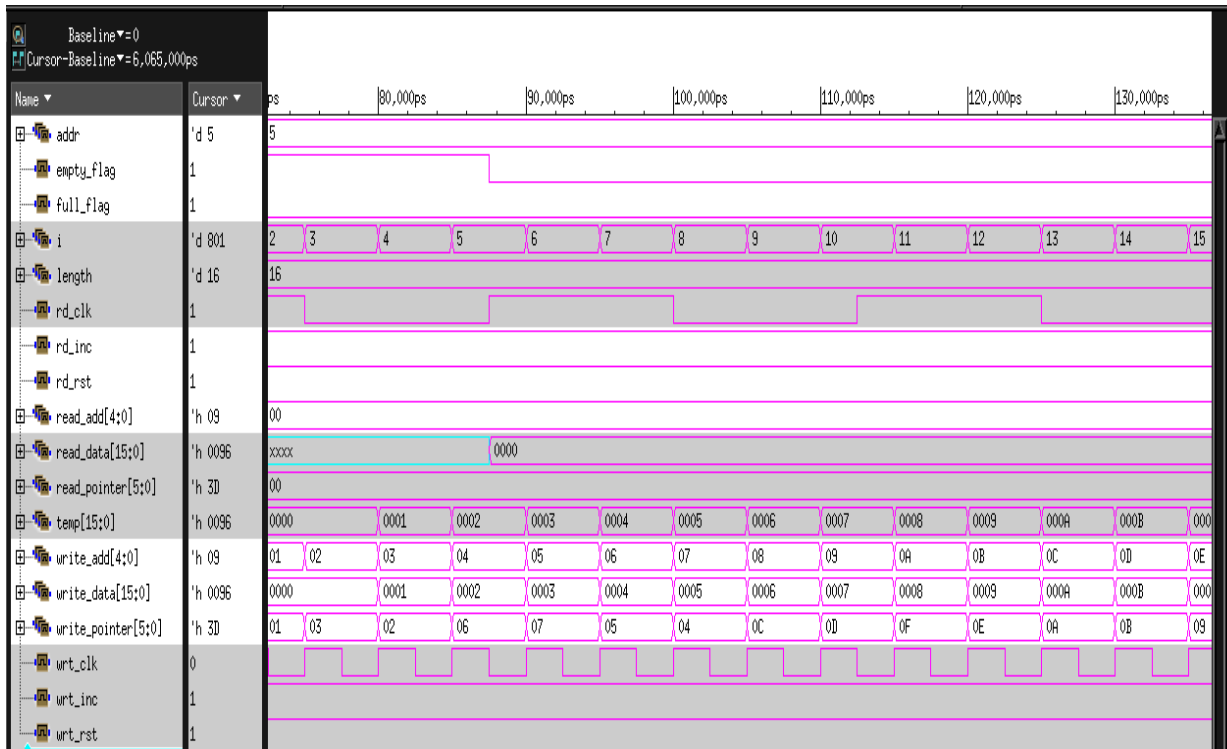 Baseline▼=0
Cursor-Baseline▼=6,065,000ps
Name ▼ Cursor ▼ ps 80,000ps 90,000ps 100,000ps 110,000ps 120,000ps 130,000ps
addr 'd 5 5
empty_flag 1
full_flag 1
i 'd 801 2 3 4 5 6 7 8 9 10 11 12 13 14 15
length 'd 16 16
rd_clk 1
rd_inc 1
rd_rst 1
read_add[4:0] 'h 09 00
read_data[15:0] 'h 0096 xxxx 0000
read_pointer[5:0] 'h 3D 00
temp[15:0] 'h 0096 0000 0001 0002 0003 0004 0005 0006 0007 0008 0009 000A 000B 000
write_add[4:0] 'h 09 01 02 03 04 05 06 07 08 09 0A 0B 0C 0D 0E
write_data[15:0] 'h 0096 0000 0001 0002 0003 0004 0005 0006 0007 0008 0009 000A 000B 000
write_pointer[5:0] 'h 3D 01 03 02 06 07 05 04 0C 0D 0F 0E 0A 0B 09
wrt_clk 0
wrt_inc 1
wrt_rst 1